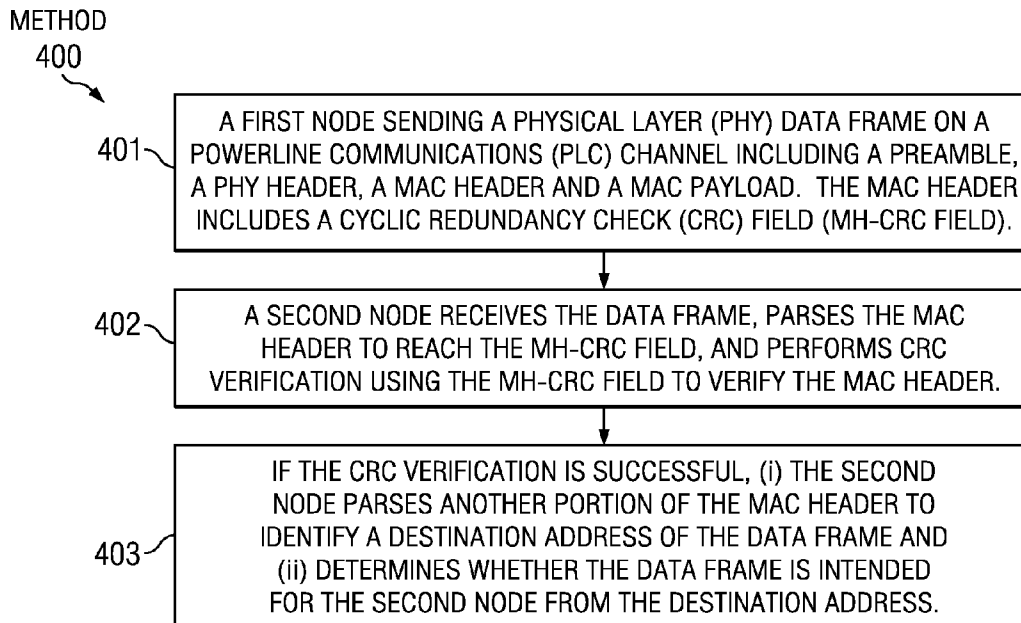 METHOD
400
401
A FIRST NODE SENDING A PHYSICAL LAYER (PHY) DATA FRAME ON A
POWERLINE COMMUNICATIONS (PLC) CHANNEL INCLUDING A PREAMBLE,
A PHY HEADER, A MAC HEADER AND A MAC PAYLOAD. THE MAC HEADER
INCLUDES A CYCLIC REDUNDANCY CHECK (CRC) FIELD (MH-CRC FIELD).
402
A SECOND NODE RECEIVES THE DATA FRAME, PARSES THE MAC
HEADER TO REACH THE MH-CRC FIELD, AND PERFORMS CRC
VERIFICATION USING THE MH-CRC FIELD TO VERIFY THE MAC HEADER.
403
IF THE CRC VERIFICATION IS SUCCESSFUL, (i) THE SECOND
NODE PARSES ANOTHER PORTION OF THE MAC HEADER TO
IDENTIFY A DESTINATION ADDRESS OF THE DATA FRAME AND
(ii) DETERMINES WHETHER THE DATA FRAME IS INTENDED
FOR THE SECOND NODE FROM THE DESTINATION ADDRESS.